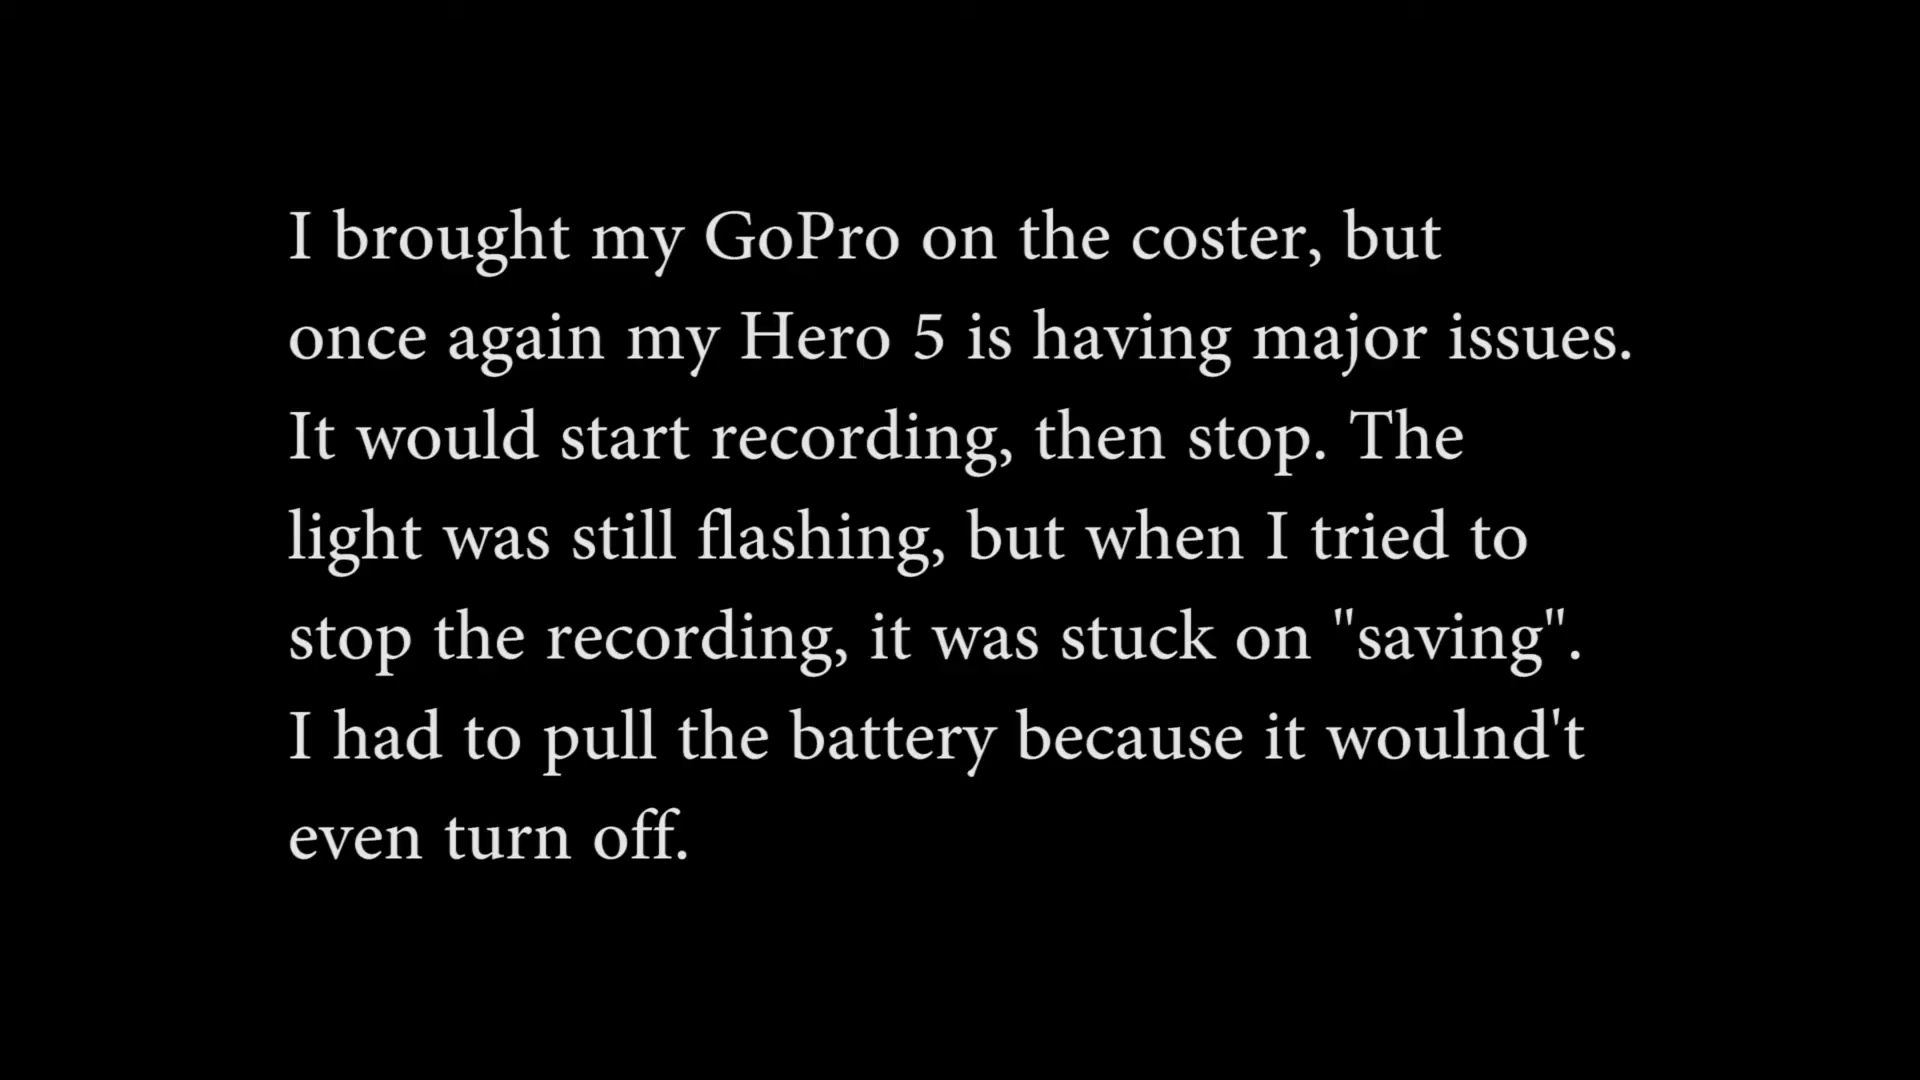 I brought my GoPro on the coster, but
once again my Hero 5 is having major issues.
It would start recording, then stop. The
light was still flashing, but when I tried to
stop the recording, it was stuck on "saving".
I had to pull the battery because it woulnd't
even turn off.